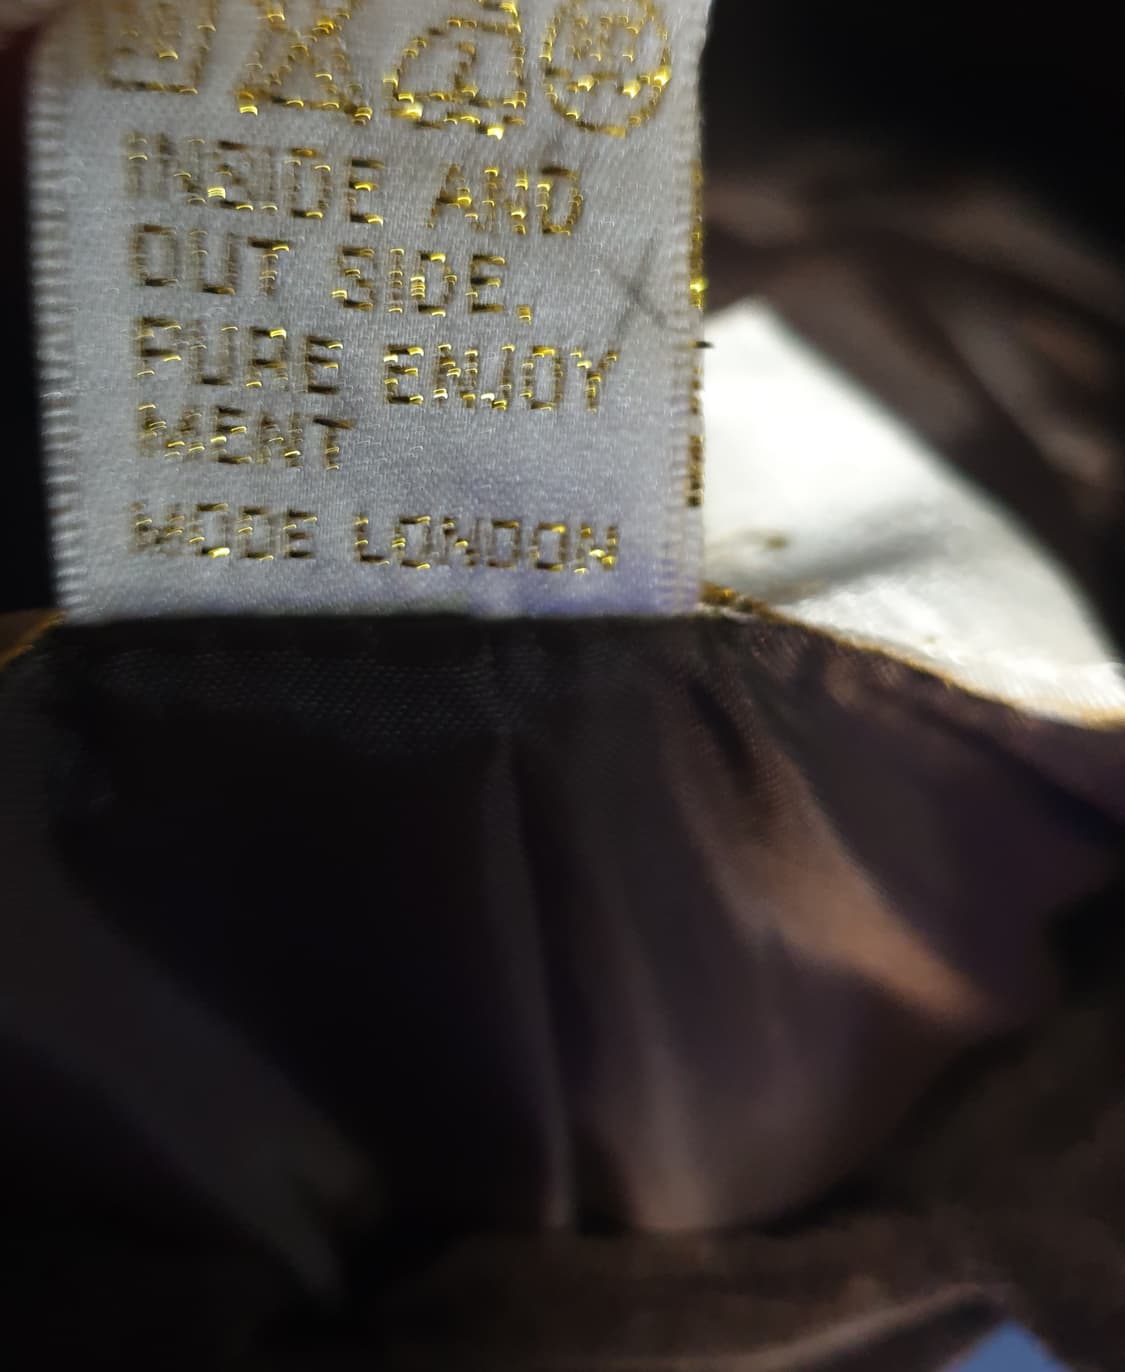 INSIDE AND
OUT SIDE.
PURE ENJOY
MENT
MODE LONDON